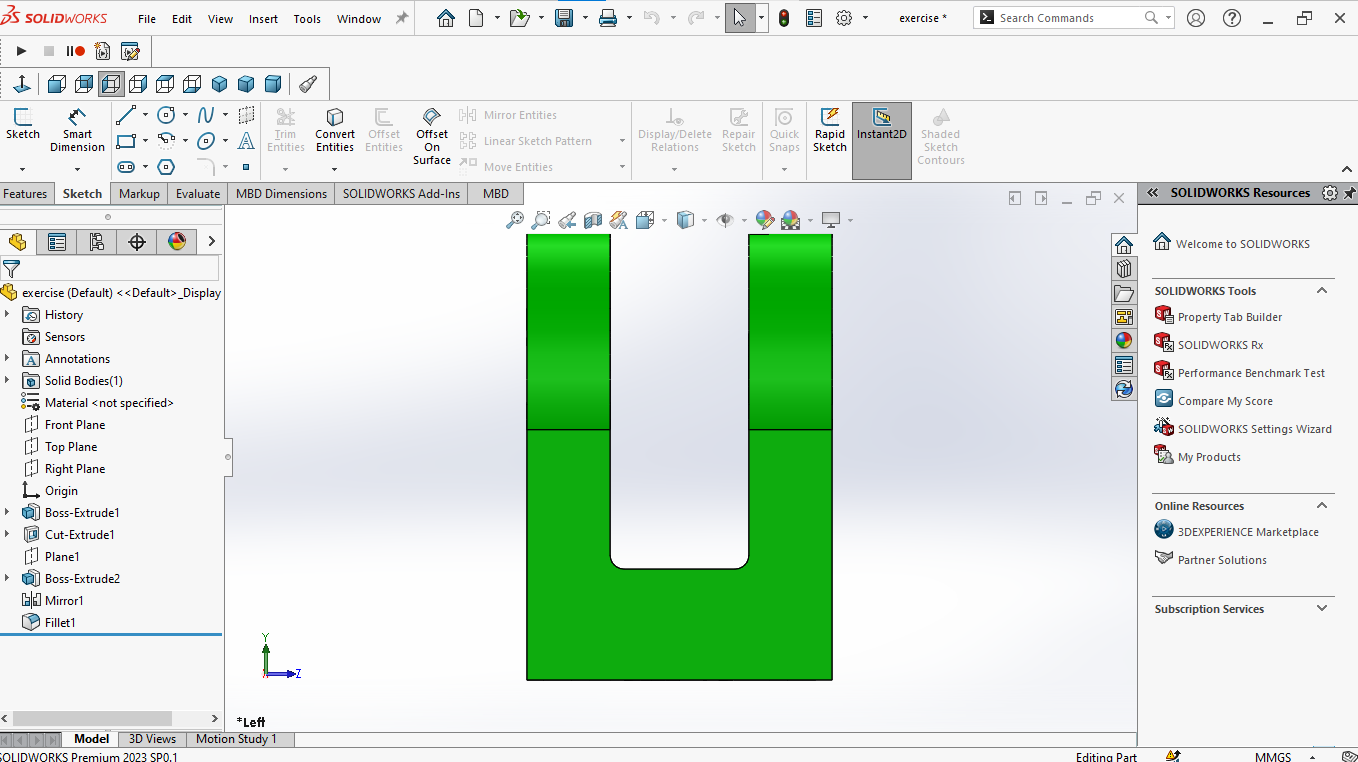 SOLIDWORKS File Edit View Insert Tools Window exercise * Search Commands
Sketch Smart Dimension Trim Entities Convert Entities Offset Entities Offset On Surface Mirror Entities Linear Sketch Pattern Move Entities Display/Delete Relations Repair Sketch Quick Snaps Rapid Sketch Instant2D Shaded Sketch Contours
Features Sketch Markup Evaluate MBD Dimensions SOLIDWORKS Add-Ins MBD
SOLIDWORKS Resources
exercise (Default) <<Default>_Display
History
Sensors
Annotations
Solid Bodies(1)
Material <not specified>
Front Plane
Top Plane
Right Plane
Origin
Boss-Extrude1
Cut-Extrude1
Plane1
Boss-Extrude2
Mirror1
Fillet1
Y
Z
*Left
Welcome to SOLIDWORKS
SOLIDWORKS Tools
Property Tab Builder
SOLIDWORKS Rx
Performance Benchmark Test
Compare My Score
SOLIDWORKS Settings Wizard
My Products
Online Resources
3DEXPERIENCE Marketplace
Partner Solutions
Subscription Services
Model 3D Views Motion Study 1
SOLIDWORKS Premium 2023 SP0.1 Editing Part MMGS